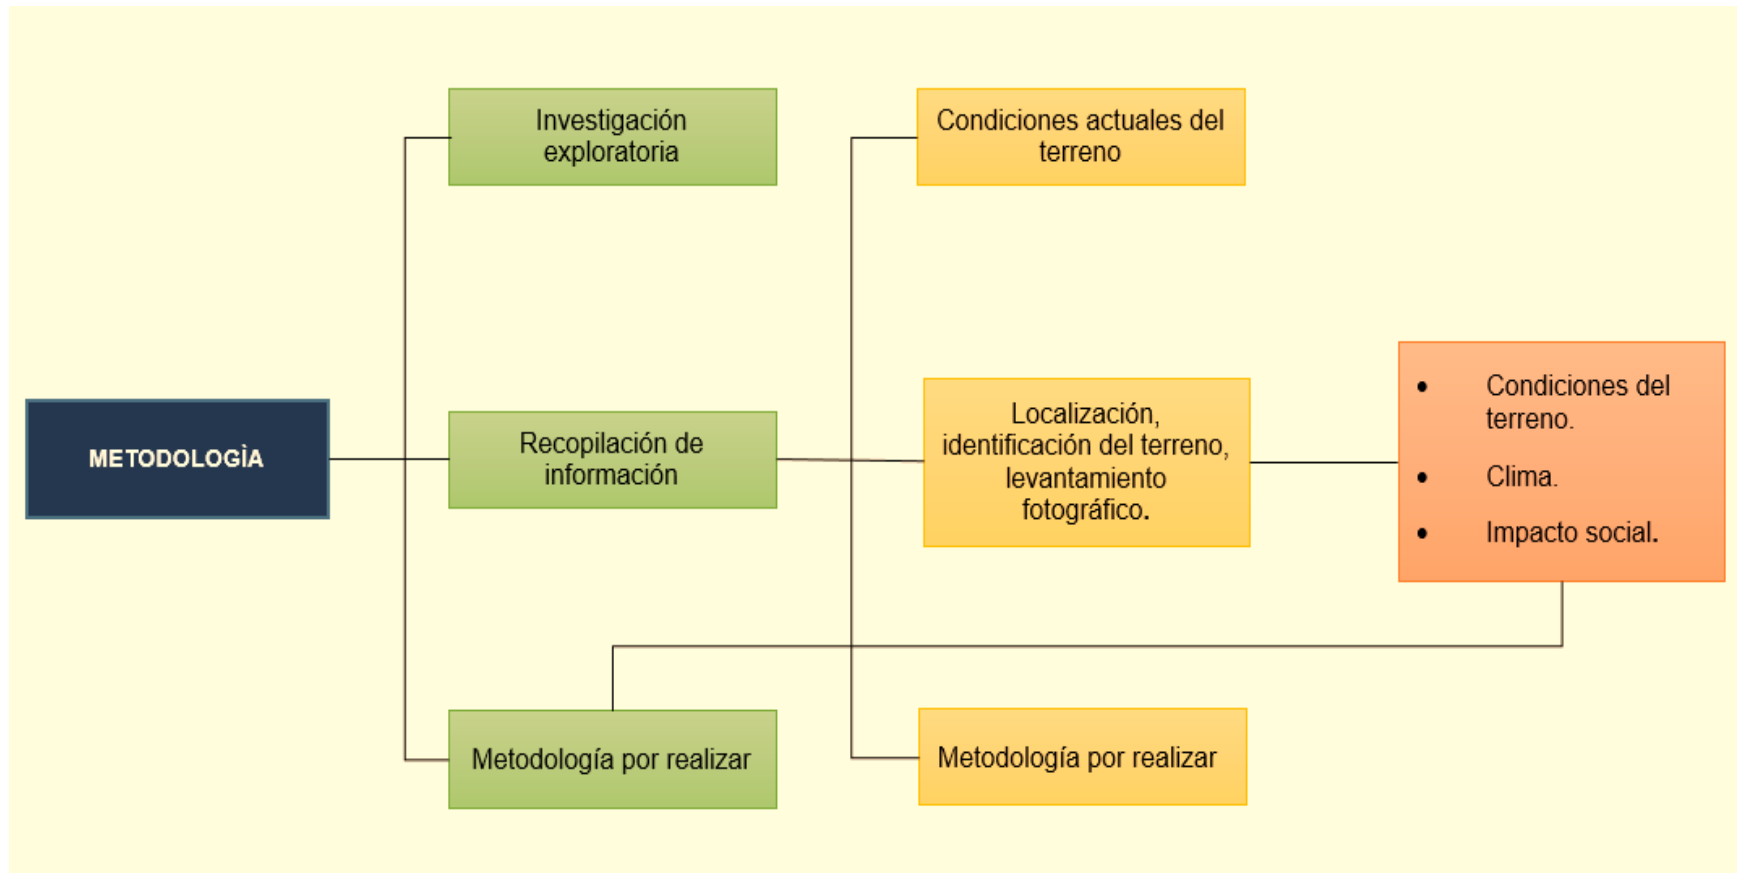 Investigación
exploratoria
Condiciones actuales del
terreno
METODOLOGÌA
Recopilación de
información
Localización,
identificación del terreno,
levantamiento
fotográfico.
• Condiciones del
terreno.
• Clima.
• Impacto social.
Metodología por realizar
Metodología por realizar